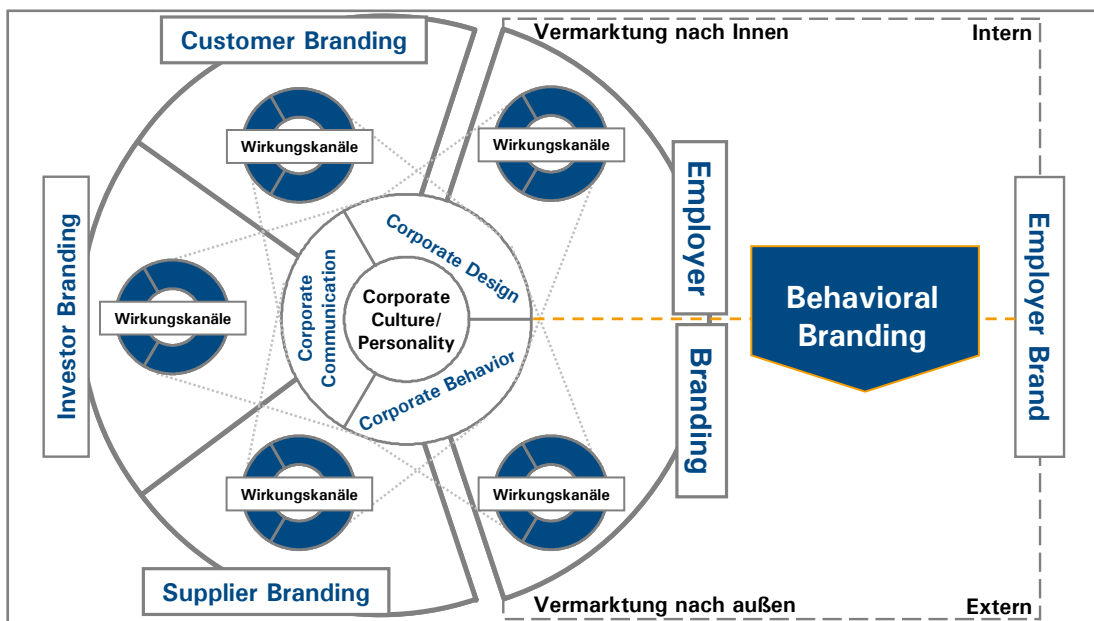 Vermarktung nach Innen
Intern
Customer Branding
Wirkungskanäle
Wirkungskanäle
Investor Branding
Wirkungskanäle
Corporate Design
Corporate
Communication
Corporate
Culture/
Personality
Corporate Behavior
Employer
Branding
Behavioral
Branding
Employer Brand
Wirkungskanäle
Wirkungskanäle
Supplier Branding
Vermarktung nach außen
Extern